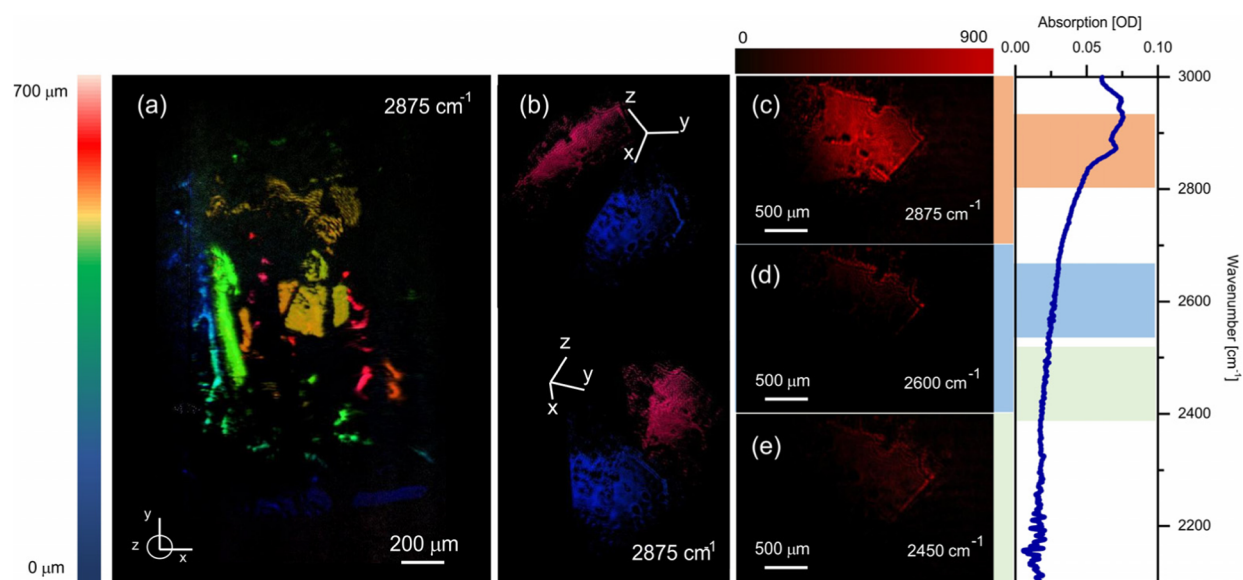 700 μm
0 μm
(a)
2875 cm⁻¹
y
z
x
200 μm
(b)
z
y
x
z
y
x
2875 cm⁻¹
0
900
(c)
500 μm
2875 cm⁻¹
(d)
500 μm
2600 cm⁻¹
(e)
500 μm
2450 cm⁻¹
Absorption [OD]
0.00
0.05
0.10
3000
2800
2600
2400
2200
Wavenumber [cm⁻¹]